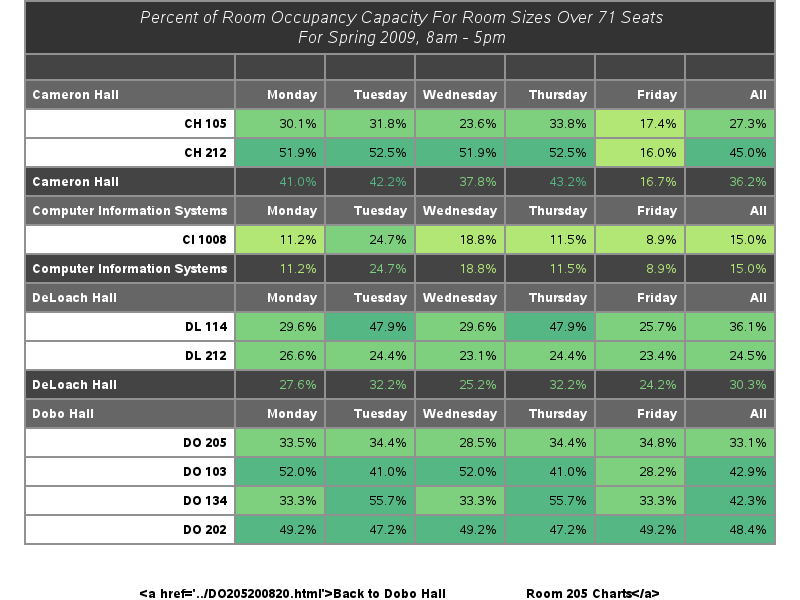 Percent of Room Occupancy Capacity For Room Sizes Over 71 Seats
For Spring 2009, 8am - 5pm
Cameron Hall Monday Tuesday Wednesday Thursday Friday All
CH 105 30.1% 31.8% 23.6% 33.8% 17.4% 27.3%
CH 212 51.9% 52.5% 51.9% 52.5% 16.0% 45.0%
Cameron Hall 41.0% 42.2% 37.8% 43.2% 16.7% 36.2%
Computer Information Systems Monday Tuesday Wednesday Thursday Friday All
CI 1008 11.2% 24.7% 18.8% 11.5% 8.9% 15.0%
Computer Information Systems 11.2% 24.7% 18.8% 11.5% 8.9% 15.0%
DeLoach Hall Monday Tuesday Wednesday Thursday Friday All
DL 114 29.6% 47.9% 29.6% 47.9% 25.7% 36.1%
DL 212 26.6% 24.4% 23.1% 24.4% 23.4% 24.5%
DeLoach Hall 27.6% 32.2% 25.2% 32.2% 24.2% 30.3%
Dobo Hall Monday Tuesday Wednesday Thursday Friday All
DO 205 33.5% 34.4% 28.5% 34.4% 34.8% 33.1%
DO 103 52.0% 41.0% 52.0% 41.0% 28.2% 42.9%
DO 134 33.3% 55.7% 33.3% 55.7% 33.3% 42.3%
DO 202 49.2% 47.2% 49.2% 47.2% 49.2% 48.4%
<a href='../DO205200820.html'>Back to Dobo Hall Room 205 Charts</a>